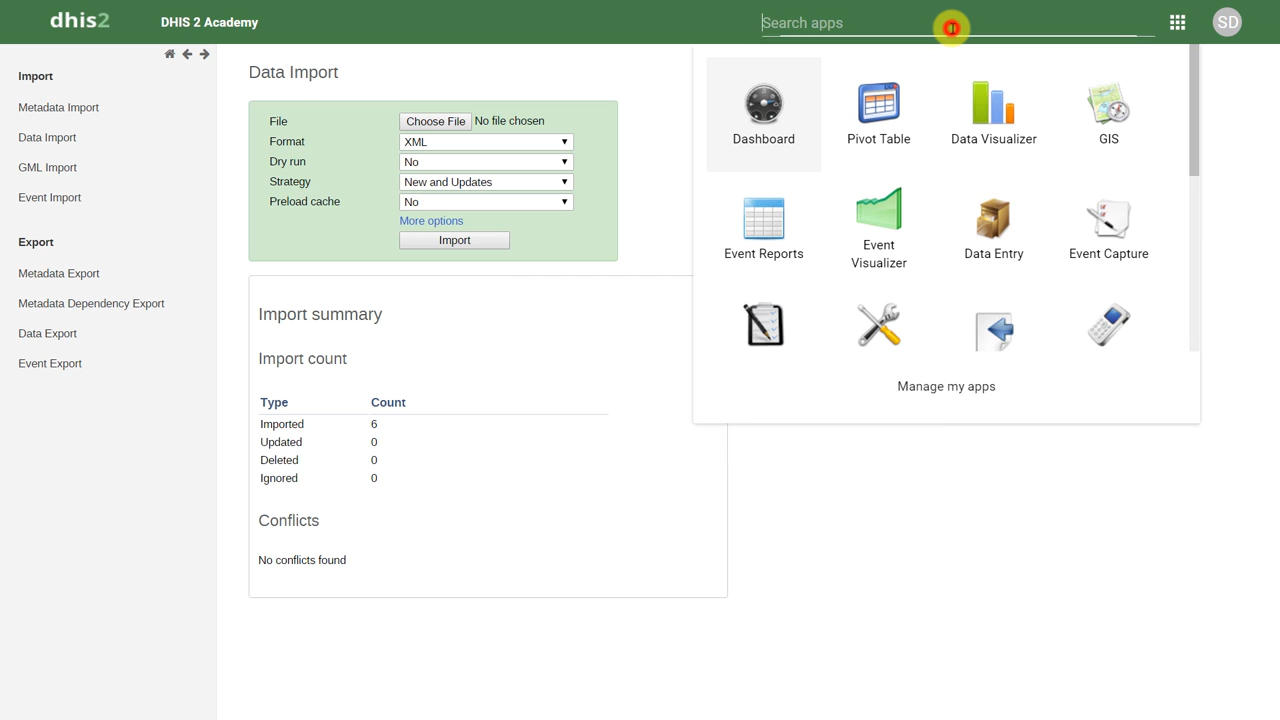 dhis2
DHIS 2 Academy
Search apps
SD
Import
Metadata Import
Data Import
GML Import
Event Import
Export
Metadata Export
Metadata Dependency Export
Data Export
Event Export
Data Import
File Choose File No file chosen
Format XML
Dry run No
Strategy New and Updates
Preload cache No
More options
Import
Import summary
Import count
Type Count
Imported 6
Updated 0
Deleted 0
Ignored 0
Conflicts
No conflicts found
Dashboard Pivot Table Data Visualizer GIS
Event Reports Event Visualizer Data Entry Event Capture
Manage my apps